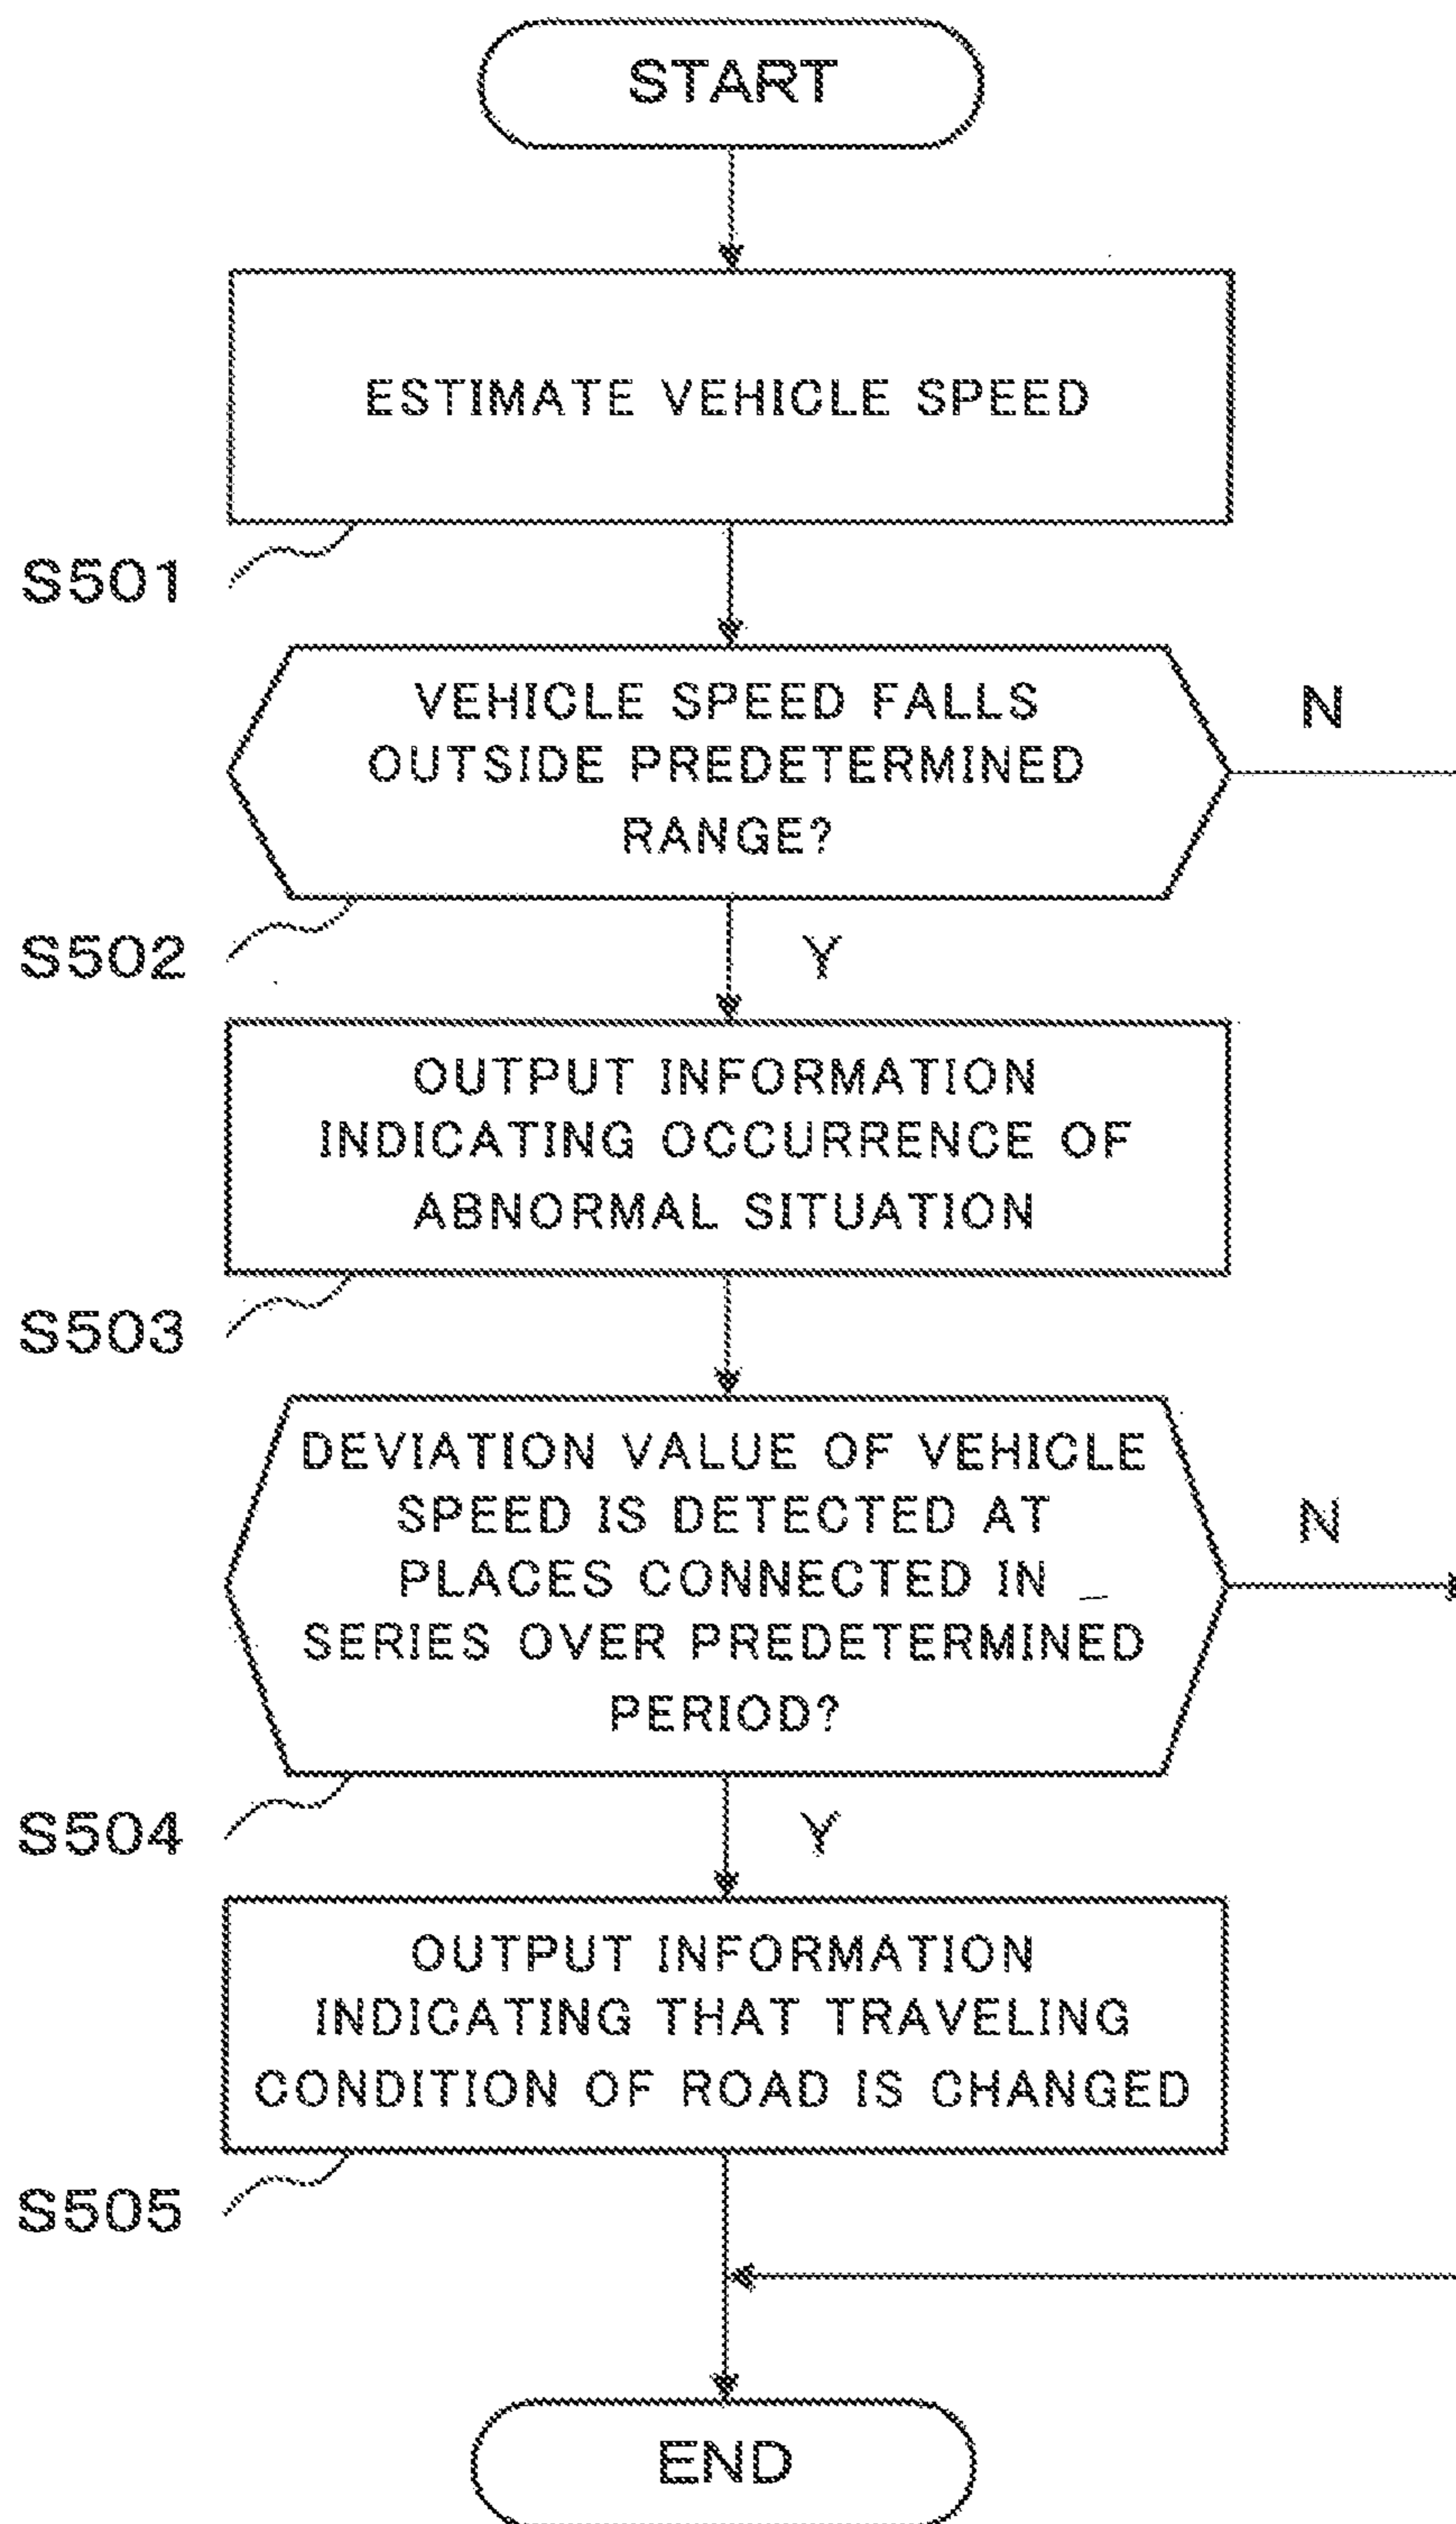 START
ESTIMATE VEHICLE SPEED
S501
VEHICLE SPEED FALLS
OUTSIDE PREDETERMINED
RANGE?
N
S502
Y
OUTPUT INFORMATION
INDICATING OCCURRENCE OF
ABNORMAL SITUATION
S503
DEVIATION VALUE OF VEHICLE
SPEED IS DETECTED AT
PLACES CONNECTED IN
SERIES OVER PREDETERMINED
PERIOD?
N
S504
Y
OUTPUT INFORMATION
INDICATING THAT TRAVELING
CONDITION OF ROAD IS CHANGED
S505
END